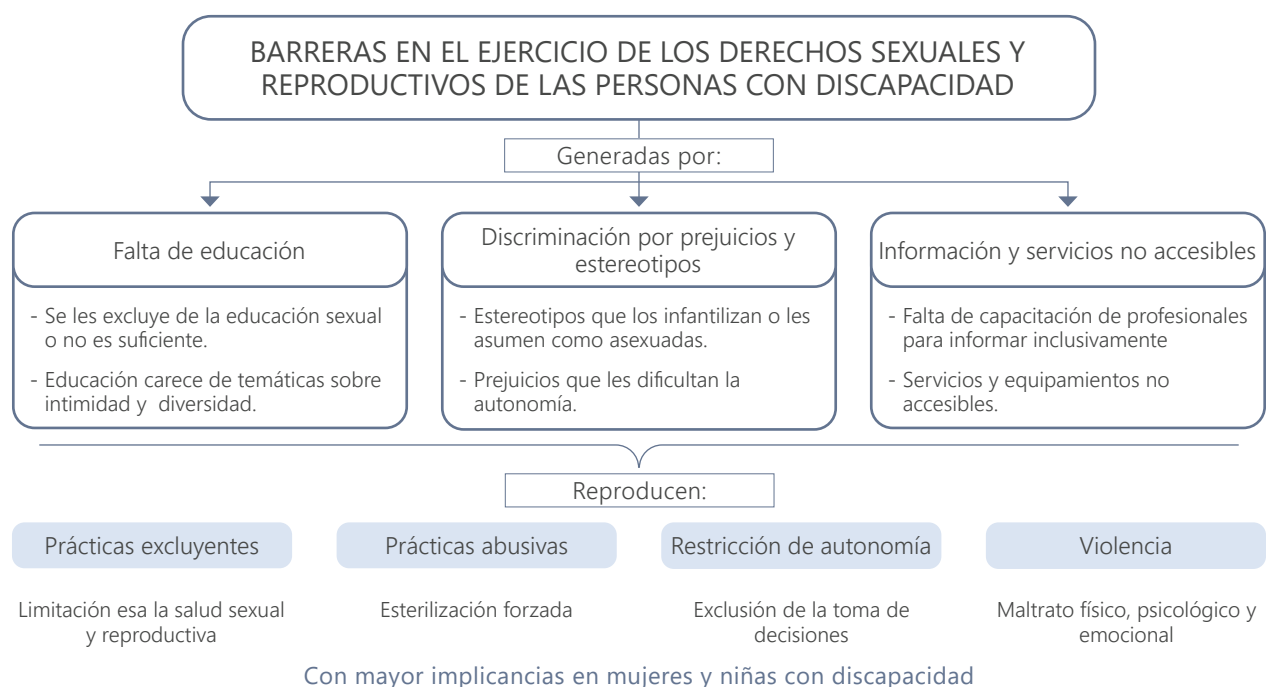 BARRERAS EN EL EJERCICIO DE LOS DERECHOS SEXUALES Y
REPRODUCTIVOS DE LAS PERSONAS CON DISCAPACIDAD
Generadas por:
Falta de educación
- Se les excluye de la educación sexual
o no es suficiente.
- Educación carece de temáticas sobre
intimidad y diversidad.
Discriminación por prejuicios y
estereotipos
- Estereotipos que los infantilizan o les
asumen como asexuadas.
- Prejuicios que les dificultan la
autonomía.
Información y servicios no accesibles
- Falta de capacitación de profesionales
para informar inclusivamente
- Servicios y equipamientos no
accesibles.
Reproducen:
Prácticas excluyentes
Limitación esa la salud sexual
y reproductiva
Prácticas abusivas
Esterilización forzada
Restricción de autonomía
Exclusión de la toma de
decisiones
Violencia
Maltrato físico, psicológico y
emocional
Con mayor implicancias en mujeres y niñas con discapacidad